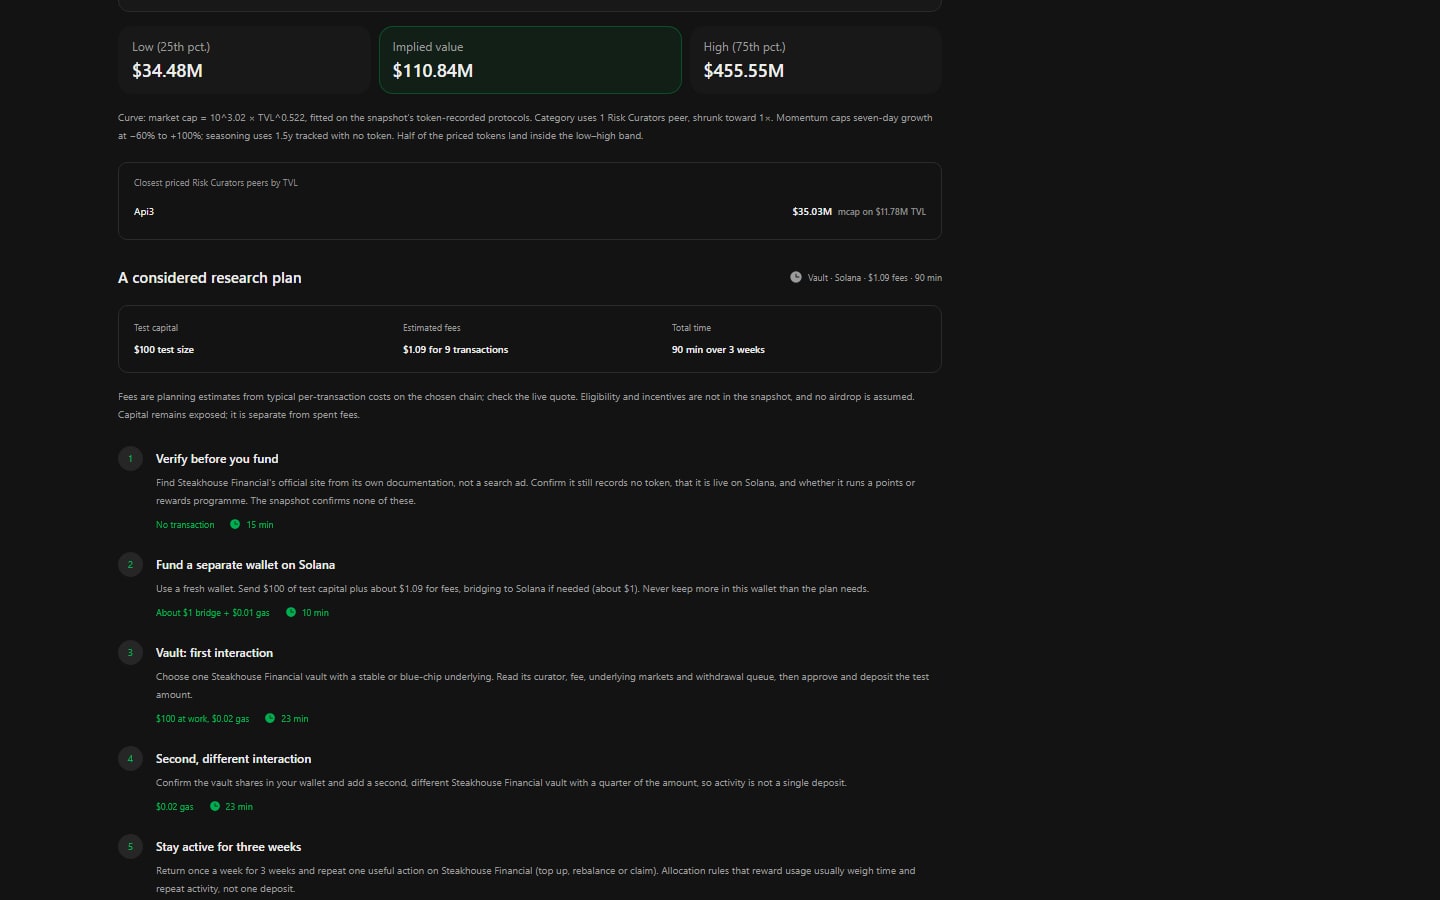 Low (25th pct.)
$34.48M
Implied value
$110.84M
High (75th pct.)
$455.55M
Curve: market cap = 10^3.02 × TVL^0.522, fitted on the snapshot's token-recorded protocols. Category uses 1 Risk Curators peer, shrunk toward 1×. Momentum caps seven-day growth
at −60% to +100%; seasoning uses 1.5y tracked with no token. Half of the priced tokens land inside the low–high band.
Closest priced Risk Curators peers by TVL
Api3
$35.03M mcap on $11.78M TVL
A considered research plan
Vault · Solana · $1.09 fees · 90 min
Test capital
$100 test size
Estimated fees
$1.09 for 9 transactions
Total time
90 min over 3 weeks
Fees are planning estimates from typical per-transaction costs on the chosen chain; check the live quote. Eligibility and incentives are not in the snapshot, and no airdrop is assumed.
Capital remains exposed; it is separate from spent fees.
1
Verify before you fund
Find Steakhouse Financial's official site from its own documentation, not a search ad. Confirm it still records no token, that it is live on Solana, and whether it runs a points or
rewards programme. The snapshot confirms none of these.
No transaction
15 min
2
Fund a separate wallet on Solana
Use a fresh wallet. Send $100 of test capital plus about $1.09 for fees, bridging to Solana if needed (about $1). Never keep more in this wallet than the plan needs.
About $1 bridge + $0.01 gas
10 min
3
Vault: first interaction
Choose one Steakhouse Financial vault with a stable or blue-chip underlying. Read its curator, fee, underlying markets and withdrawal queue, then approve and deposit the test
amount.
$100 at work, $0.02 gas
23 min
4
Second, different interaction
Confirm the vault shares in your wallet and add a second, different Steakhouse Financial vault with a quarter of the amount, so activity is not a single deposit.
$0.02 gas
23 min
5
Stay active for three weeks
Return once a week for 3 weeks and repeat one useful action on Steakhouse Financial (top up, rebalance or claim). Allocation rules that reward usage usually weigh time and
repeat activity, not one deposit.